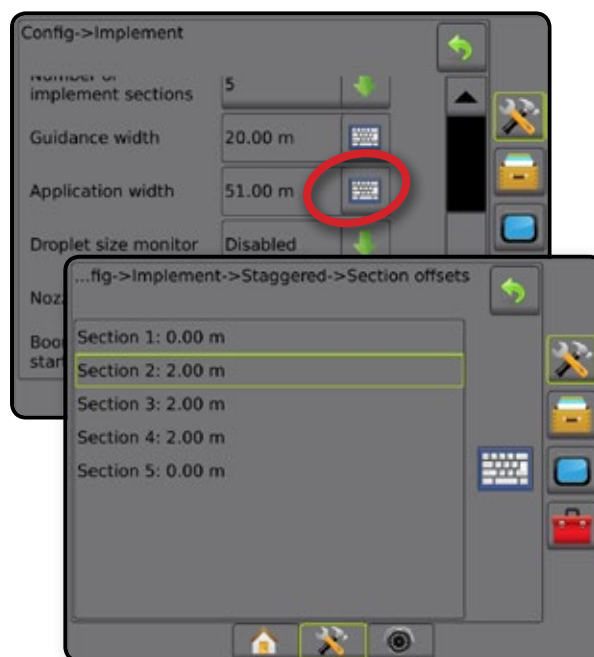 Config->Implement
Number of
implement sections 5
Guidance width 20.00 m
Application width 51.00 m
Droplet size monitor Disabled
...fig->Implement->Staggered->Section offsets
Section 1: 0.00 m
Section 2: 2.00 m
Section 3: 2.00 m
Section 4: 2.00 m
Section 5: 0.00 m